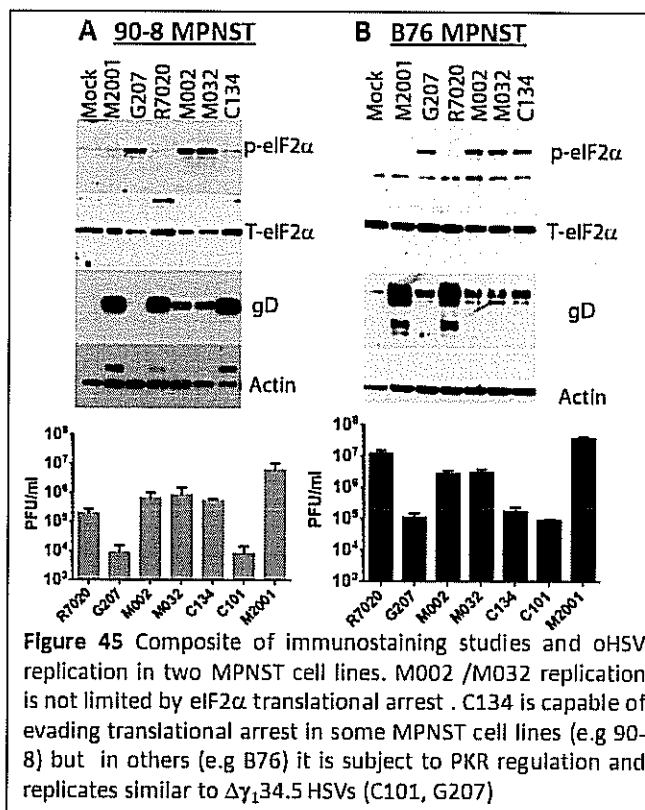 A 90-8 MPNST
B B76 MPNST
Mock
M2001
G207
R7020
M002
M032
C134
Mock
M2001
G207
R7020
M002
M032
C134
p-eIF2α
p-eIF2α
T-eIF2α
T-eIF2α
gD
gD
Actin
Actin
PFU/ml
10⁸
10⁷
10⁶
10⁵
10⁴
10³
R7020
G207
M002
M032
C134
C101
M2001
PFU/ml
10⁸
10⁷
10⁶
10⁵
10⁴
10³
R7020
G207
M002
M032
C134
C101
M2001
Figure 45 Composite of immunostaining studies and oHSV
replication in two MPNST cell lines. M002 /M032 replication
is not limited by eIF2α translational arrest . C134 is capable of
evading translational arrest in some MPNST cell lines (e.g 90-
8) but in others (e.g B76) it is subject to PKR regulation and
replicates similar to Δγ₁34.5 HSVs (C101, G207)